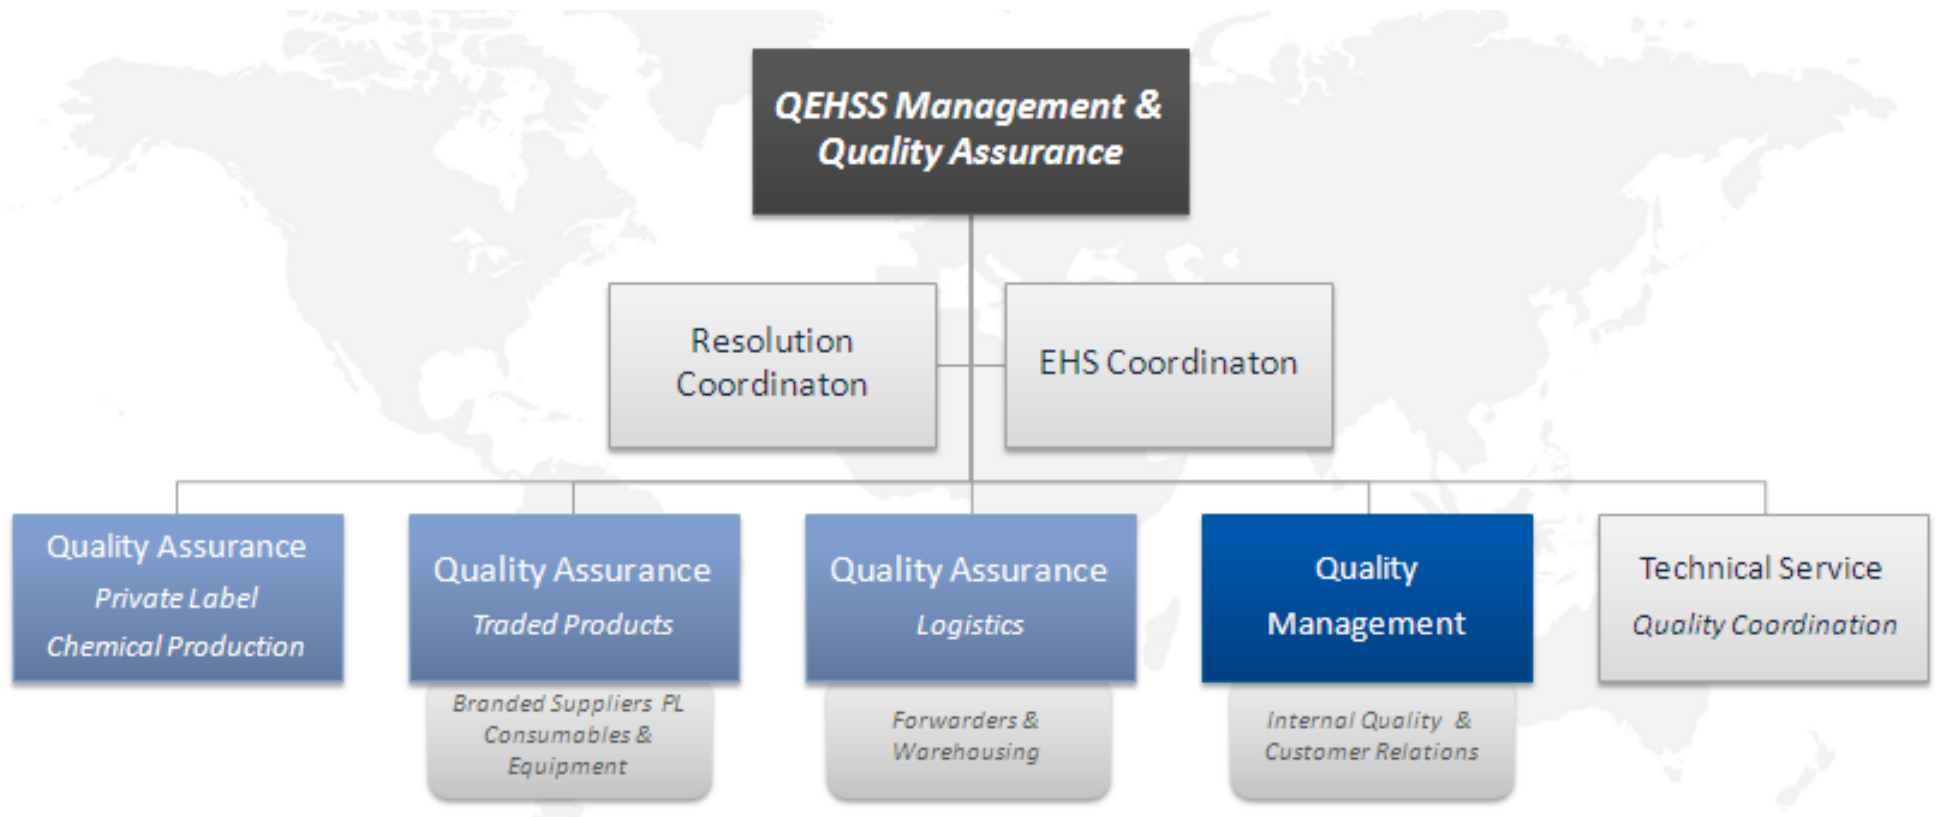 QEHSS Management &
Quality Assurance
Resolution
Coordinaton
EHS Coordinaton
Quality Assurance
Private Label
Chemical Production
Quality Assurance
Traded Products
Branded Suppliers PL
Consumables &
Equipment
Quality Assurance
Logistics
Forwarders &
Warehousing
Quality
Management
Internal Quality &
Customer Relations
Technical Service
Quality Coordination